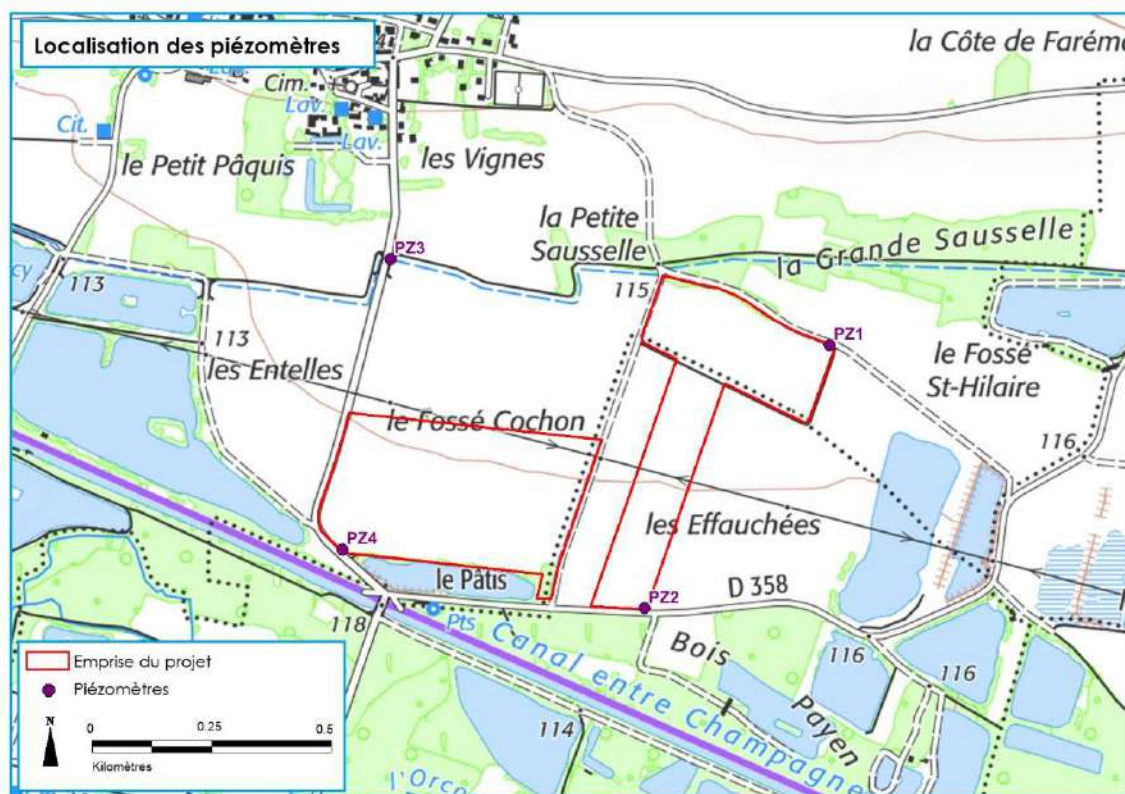 Localisation des piézomètres
la Côte de Farém
Cim.
Lav.
Lav.
Cit.
le Petit Pâquis
les Vignes
la Petite
Sausselle
la Grande Sausselle
PZ3
cy
113
115
PZ1
le Fossé
St-Hilaire
113
les Entelles
le Fossé Cochon
116
les Effauchées
PZ4
le Pâtis
D 358
PZ2
118
Pts
Canal entre Champagne
Bois
Payen
116
116
114
l'Orco
Emprise du projet
Piézomètres
N
0
0.25
0.5
Kilomètres